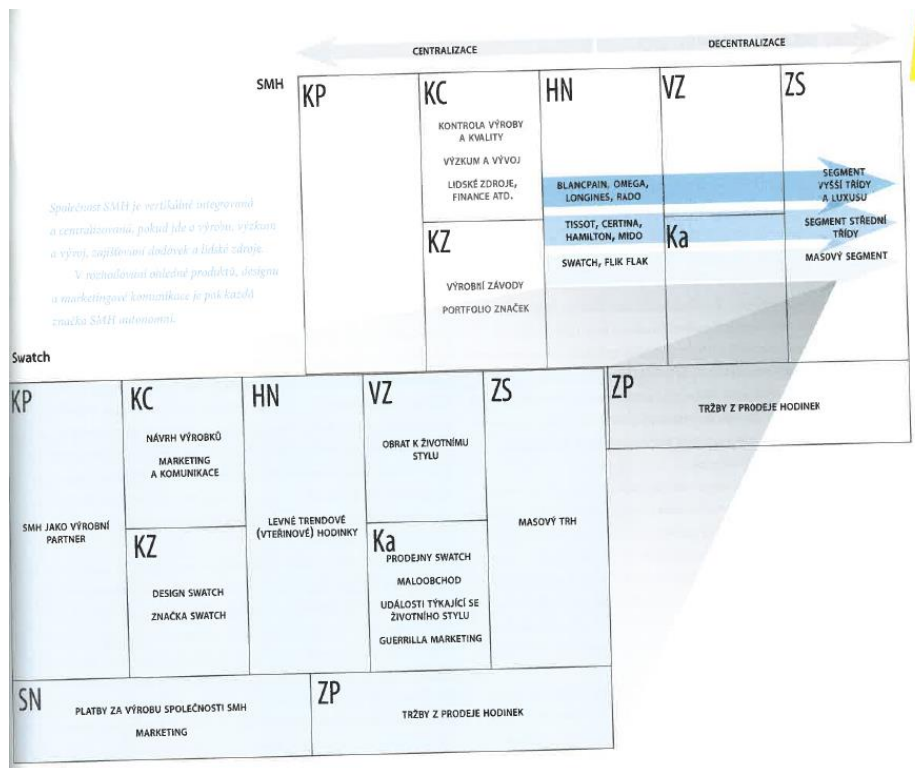 CENTRALIZACE
DECENTRALIZACE
SMH
KP
KC
KONTROLA VÝROBY
A KVALITY
VÝZKUM A VÝVOJ
LIDSKÉ ZDROJE,
FINANCE ATD.
KZ
VÝROBNÍ ZÁVODY
PORTFOLIO ZNAČEK
HN
BLANCPAIN, OMEGA,
LONGINES, RADO
TISSOT, CERTINA,
HAMILTON, MIDO
SWATCH, FLIK FLAK
VZ
Ka
ZS
SEGMENT
VYŠŠÍ TŘÍDY
A LUXUSU
SEGMENT STŘEDNÍ
TŘÍDY
MASOVÝ SEGMENT
ZP
TRŽBY Z PRODEJE HODINEK
Společnost SMH je vertikálně integrovaná
a centralizovaná, pokud jde o výrobu, výzkum
a vývoj, zajišťování dodávek a lidské zdroje.
V rozhodování ohledně produktů, designu
a marketingové komunikace je pak každá
značka SMH autonomní.
Swatch
KP
SMH JAKO VÝROBNÍ
PARTNER
KC
NÁVRH VÝROBKŮ
MARKETING
A KOMUNIKACE
KZ
DESIGN SWATCH
ZNAČKA SWATCH
HN
LEVNÉ TRENDOVÉ
(VTEŘINOVÉ) HODINKY
VZ
OBRAT K ŽIVOTNÍMU
STYLU
Ka
PRODEJNY SWATCH
MALOOBCHOD
UDÁLOSTI TÝKAJÍCÍ SE
ŽIVOTNÍHO STYLU
GUERRILLA MARKETING
ZS
MASOVÝ TRH
SN
PLATBY ZA VÝROBU SPOLEČNOSTI SMH
MARKETING
ZP
TRŽBY Z PRODEJE HODINEK